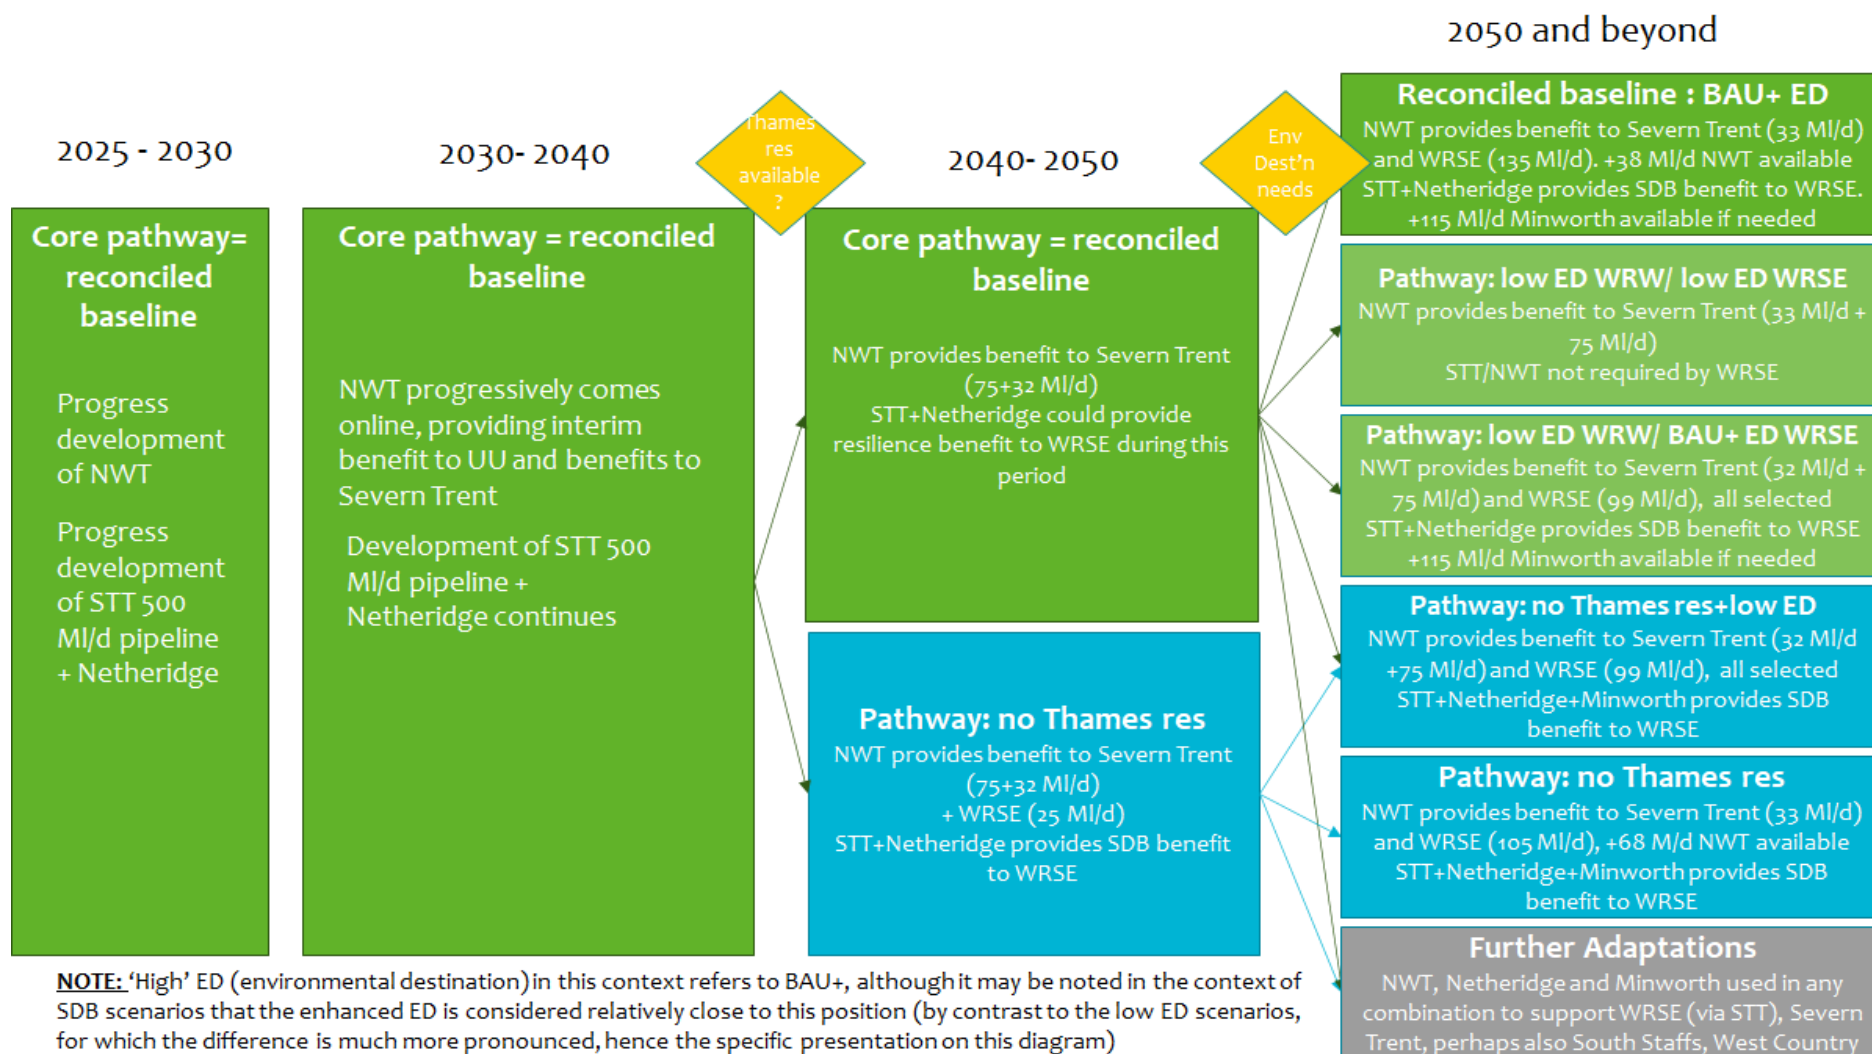 2050 and beyond
2025 - 2030
2030- 2040
Thames
res
available
?
2040- 2050
Env
Dest'n
needs
Core pathway=
reconciled
baseline
Progress
development
of NWT
Progress
development
of STT 500
Ml/d pipeline
+ Netheridge
Core pathway = reconciled
baseline
NWT progressively comes
online, providing interim
benefit to UU and benefits to
Severn Trent
Development of STT 500
Ml/d pipeline +
Netheridge continues
Core pathway = reconciled
baseline
NWT provides benefit to Severn Trent
(75+32 Ml/d)
STT+Netheridge could provide
resilience benefit to WRSE during this
period
Pathway: no Thames res
NWT provides benefit to Severn Trent
(75+32 Ml/d)
+ WRSE (25 Ml/d)
STT+Netheridge provides SDB benefit
to WRSE
Reconciled baseline : BAU+ ED
NWT provides benefit to Severn Trent (33 Ml/d)
and WRSE (135 Ml/d). +38 Ml/d NWT available
STT+Netheridge provides SDB benefit to WRSE.
+115 Ml/d Minworth available if needed
Pathway: low ED WRW/ low ED WRSE
NWT provides benefit to Severn Trent (33 Ml/d +
75 Ml/d)
STT/NWT not required by WRSE
Pathway: low ED WRW/ BAU+ ED WRSE
NWT provides benefit to Severn Trent (32 Ml/d +
75 Ml/d) and WRSE (99 Ml/d), all selected
STT+Netheridge provides SDB benefit to WRSE
+115 Ml/d Minworth available if needed
Pathway: no Thames res+low ED
NWT provides benefit to Severn Trent (32 Ml/d
+75 Ml/d) and WRSE (99 Ml/d), all selected
STT+Netheridge+Minworth provides SDB
benefit to WRSE
Pathway: no Thames res
NWT provides benefit to Severn Trent (33 Ml/d)
and WRSE (105 Ml/d), +68 M/d NWT available
STT+Netheridge+Minworth provides SDB
benefit to WRSE
Further Adaptations
NWT, Netheridge and Minworth used in any
combination to support WRSE (via STT), Severn
Trent, perhaps also South Staffs, West Country
NOTE: 'High' ED (environmental destination) in this context refers to BAU+, although it may be noted in the context of
SDB scenarios that the enhanced ED is considered relatively close to this position (by contrast to the low ED scenarios,
for which the difference is much more pronounced, hence the specific presentation on this diagram)